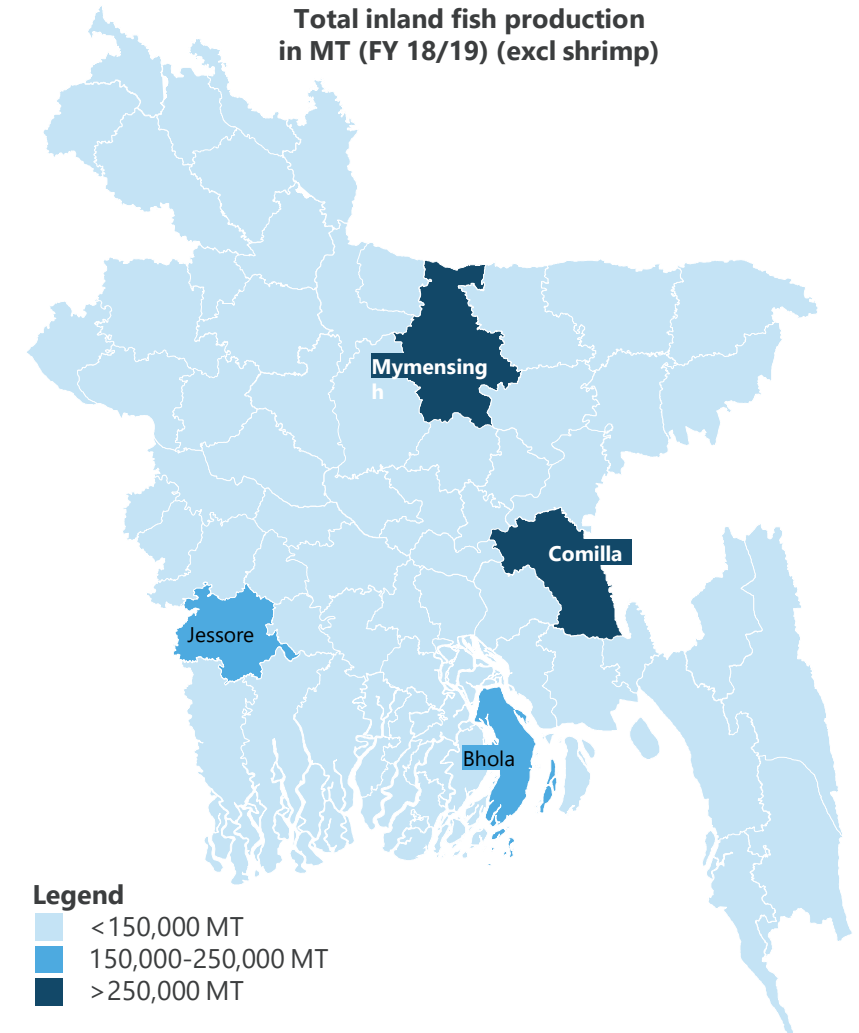 Total inland fish production
in MT (FY 18/19) (excl shrimp)
Mymensing
h
Comilla
Jessore
Bhola
Legend
<150,000 MT
150,000-250,000 MT
>250,000 MT